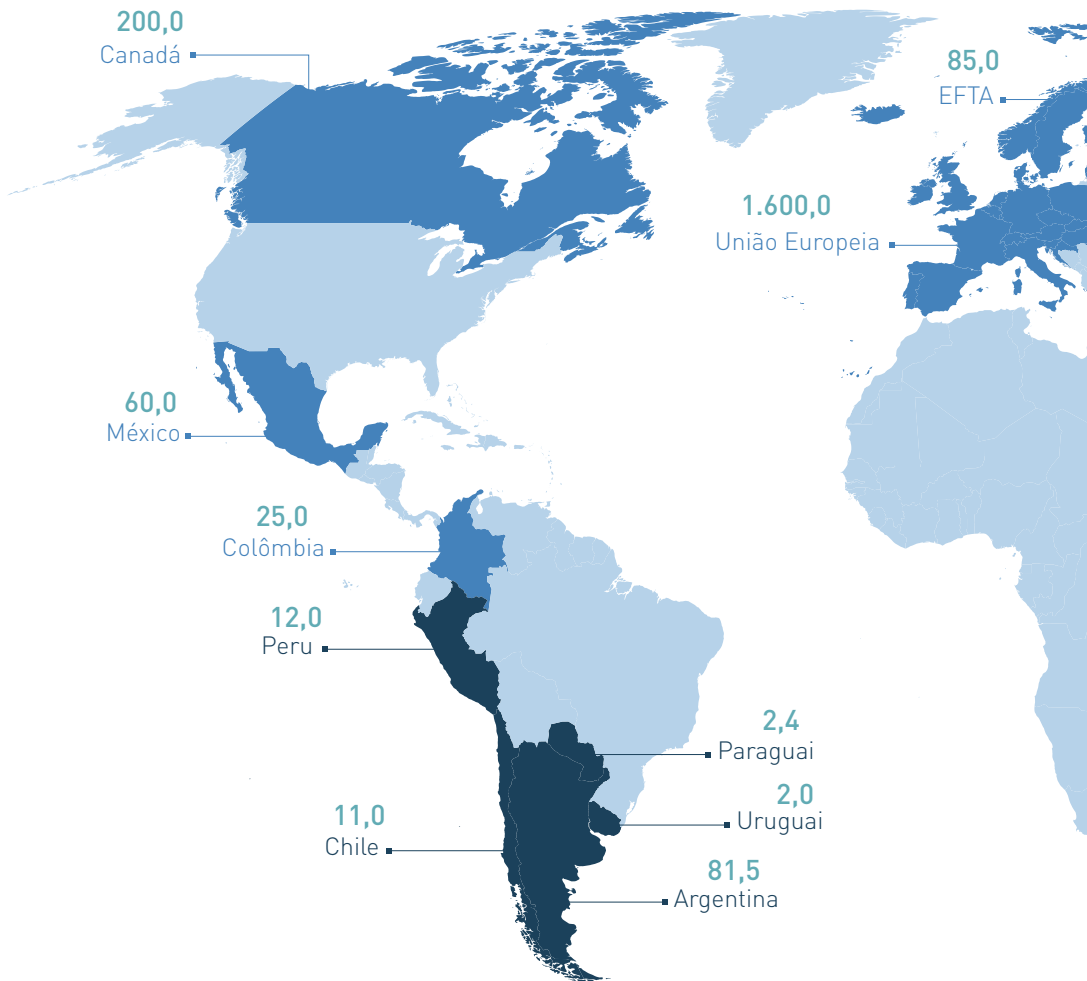 200,0
Canadá
85,0
EFTA
1.600,0
União Europeia
60,0
México
25,0
Colômbia
12,0
Peru
2,4
Paraguai
2,0
Uruguai
11,0
Chile
81,5
Argentina